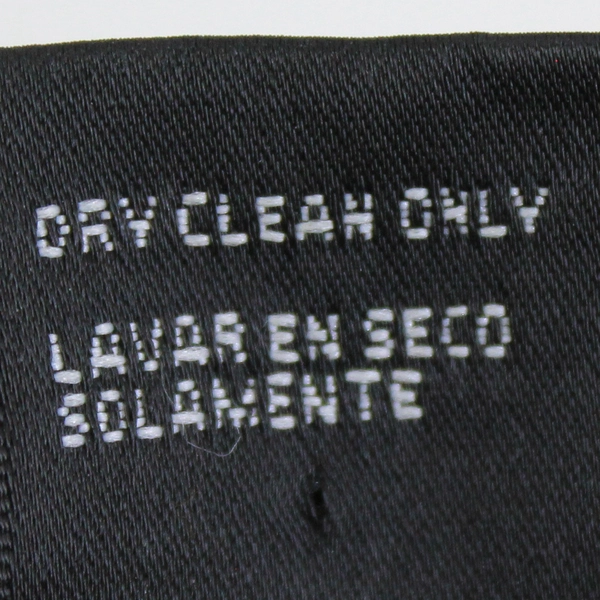 DRY CLEAN ONLY
LAVAR EN SECO
SOLAMENTE